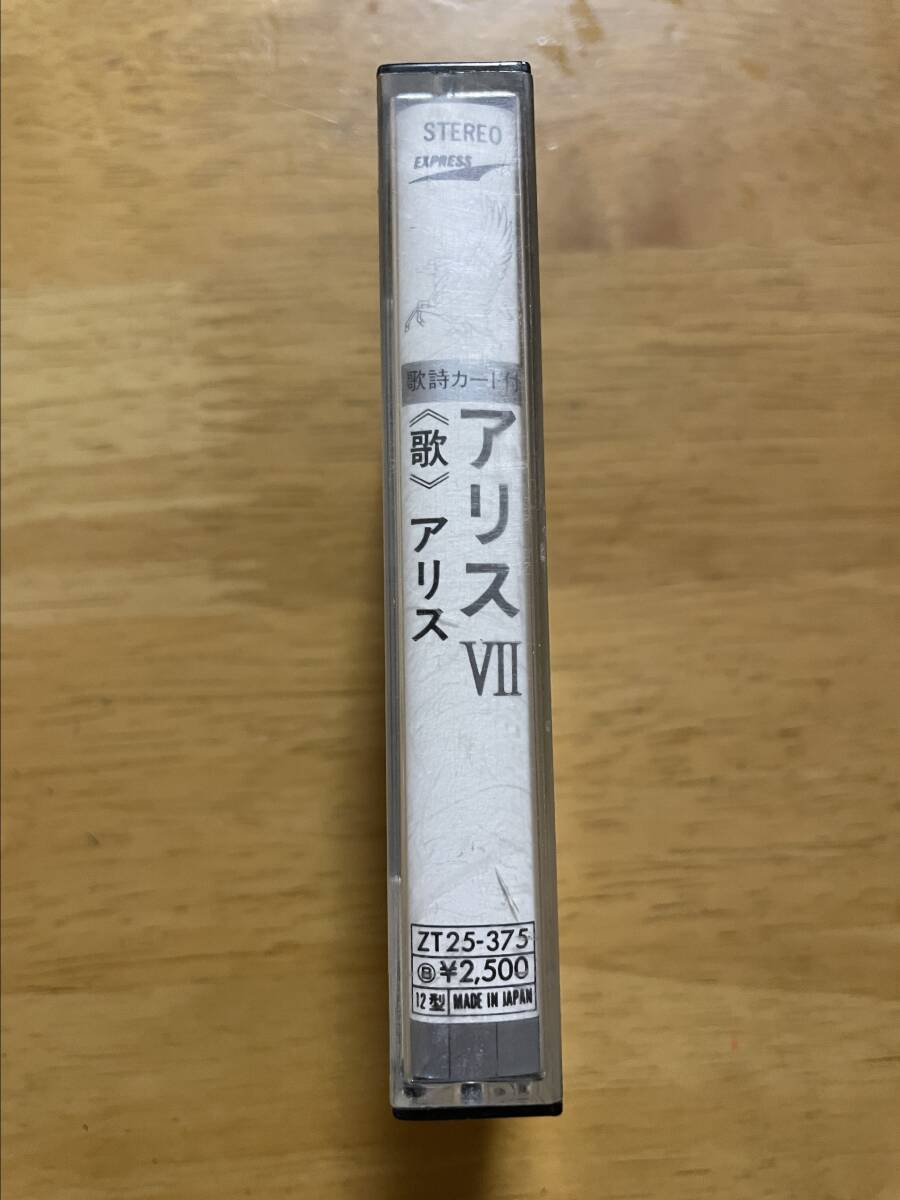 STEREO
EXPRESS
歌詩カード付
アリスVII
《歌》 アリス
ZT25-375
Ⓑ¥2,500
12型 MADE IN JAPAN